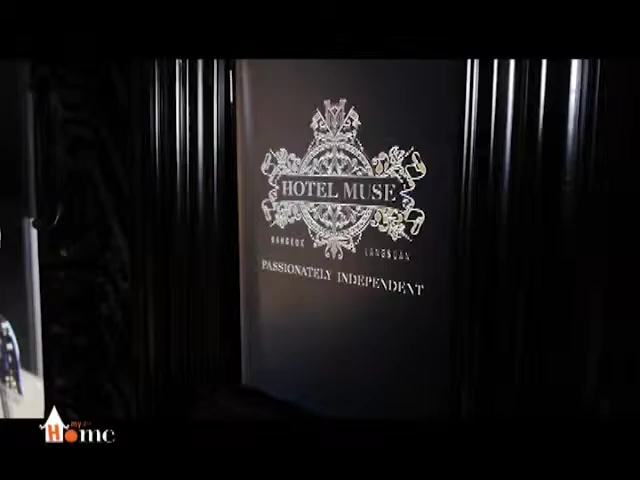 HOTEL MUSE
BANGKOK LANGSUAN
PASSIONATELY INDEPENDENT
my
Home